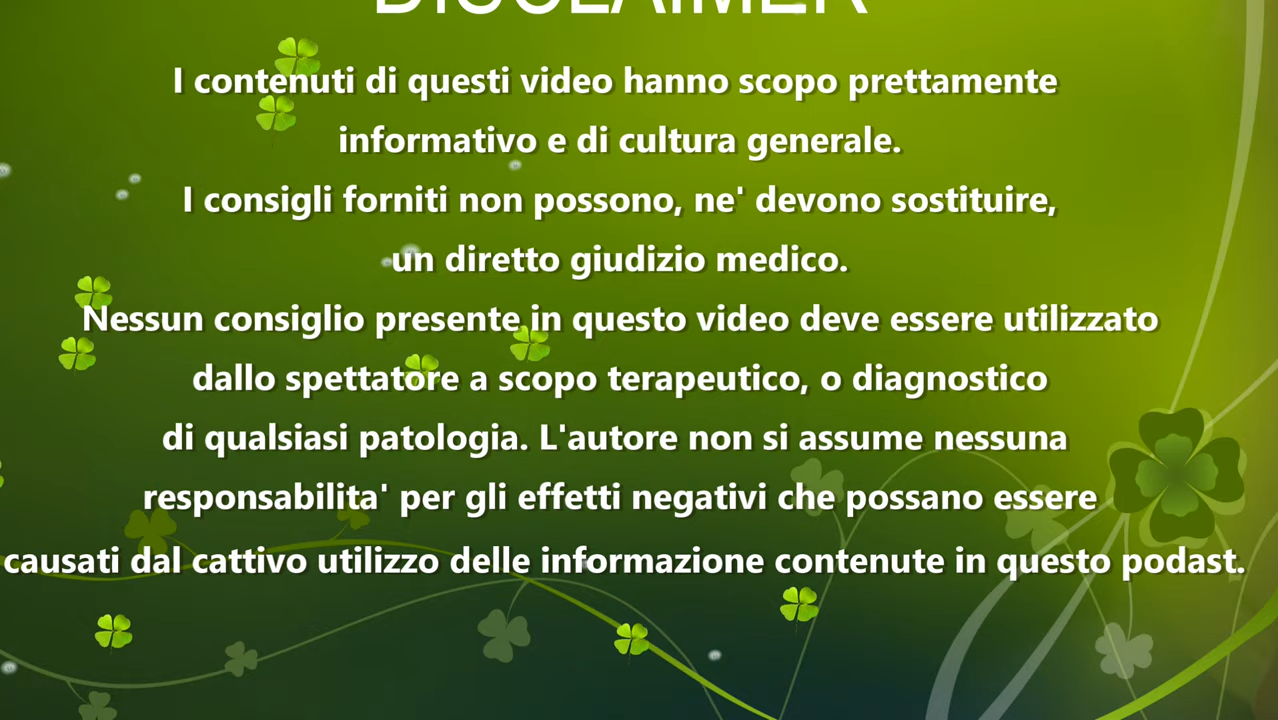 DISCLAIMER
I contenuti di questi video hanno scopo prettamente
informativo e di cultura generale.
I consigli forniti non possono, ne' devono sostituire,
un diretto giudizio medico.
Nessun consiglio presente in questo video deve essere utilizzato
dallo spettatore a scopo terapeutico, o diagnostico
di qualsiasi patologia. L'autore non si assume nessuna
responsabilita' per gli effetti negativi che possano essere
causati dal cattivo utilizzo delle informazione contenute in questo podast.